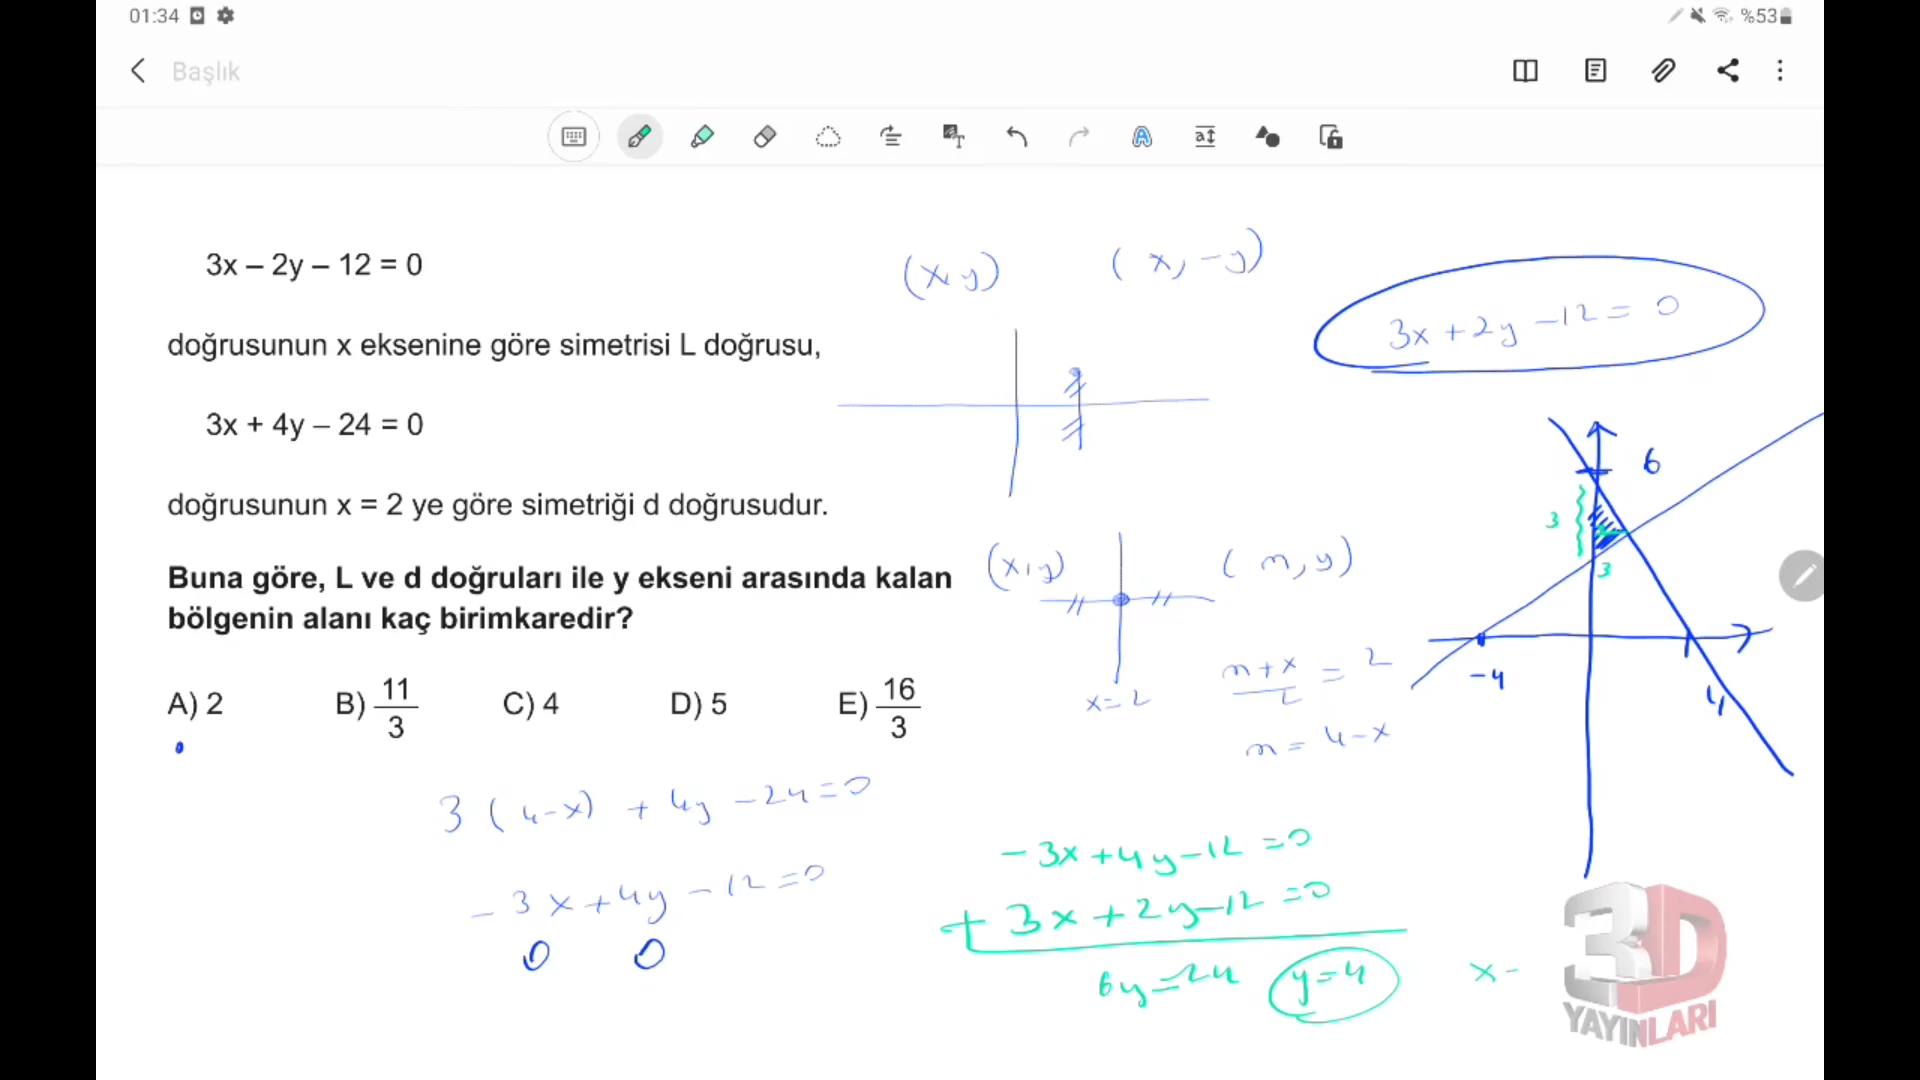 01:34 %53
Başlık
3x – 2y – 12 = 0
doğrusunun x eksenine göre simetrisi L doğrusu,
3x + 4y – 24 = 0
doğrusunun x = 2 ye göre simetriği d doğrusudur.
Buna göre, L ve d doğruları ile y ekseni arasında kalan
bölgenin alanı kaç birimkaredir?
A) 2 B) 11/3 C) 4 D) 5 E) 16/3
(x,y) (x,-y)
3x+2y-12=0
(x,y) (n,y)
x=2
n+x/2 = 2
n = 4-x
6
3
3
-4
4
3(4-x) + 4y - 24 = 0
-3x+4y-12=0
0 0
-3x+4y-12=0
+ 3x+2y-12=0
6y=24 y=4 x-
3D
YAYINLARI